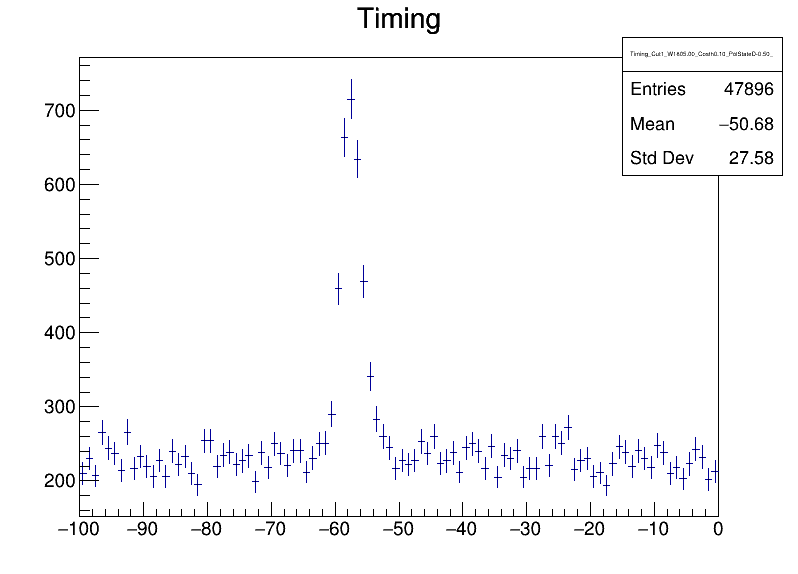 Timing
Timing_Cut1_W1605.00_Costh0.10_PolStateD-0.50_
Entries 47896
Mean −50.68
Std Dev 27.58
700
600
500
400
300
200
−100 −90 −80 −70 −60 −50 −40 −30 −20 −10 0